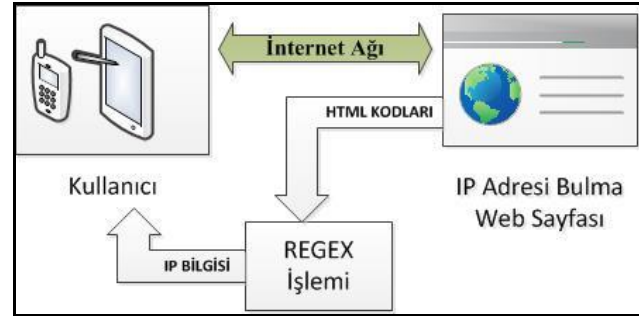 İnternet Ağı
HTML KODLARI
Kullanıcı
IP Adresi Bulma
Web Sayfası
IP BİLGİSİ
REGEX
İşlemi